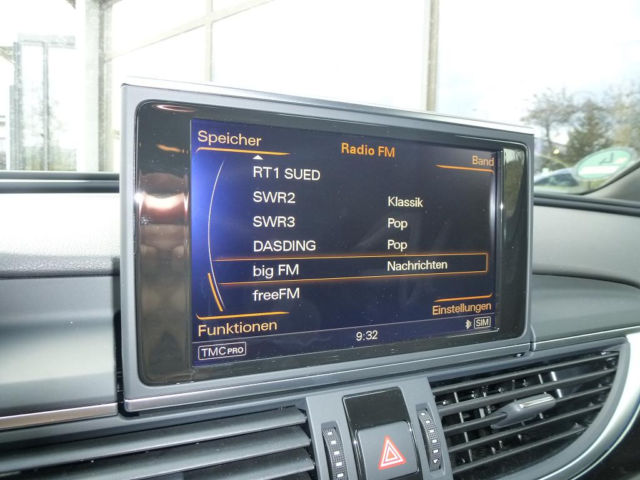 Speicher
Radio FM
Band
RT1 SUED
SWR2 Klassik
SWR3 Pop
DASDING Pop
big FM Nachrichten
freeFM
Einstellungen
Funktionen
SIM
9:32
TMC PRO